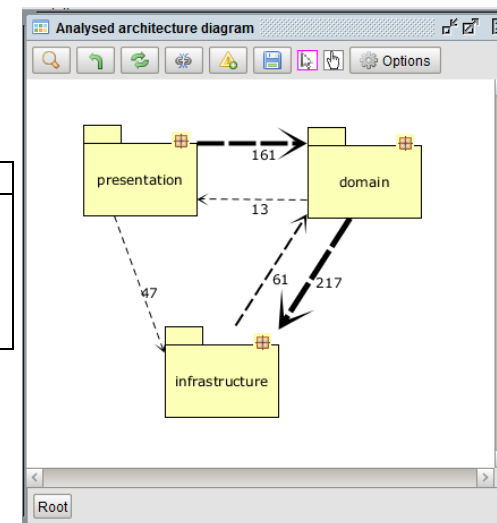 Analysed architecture diagram
Options
presentation
161
domain
13
47
61
217
infrastructure
Root